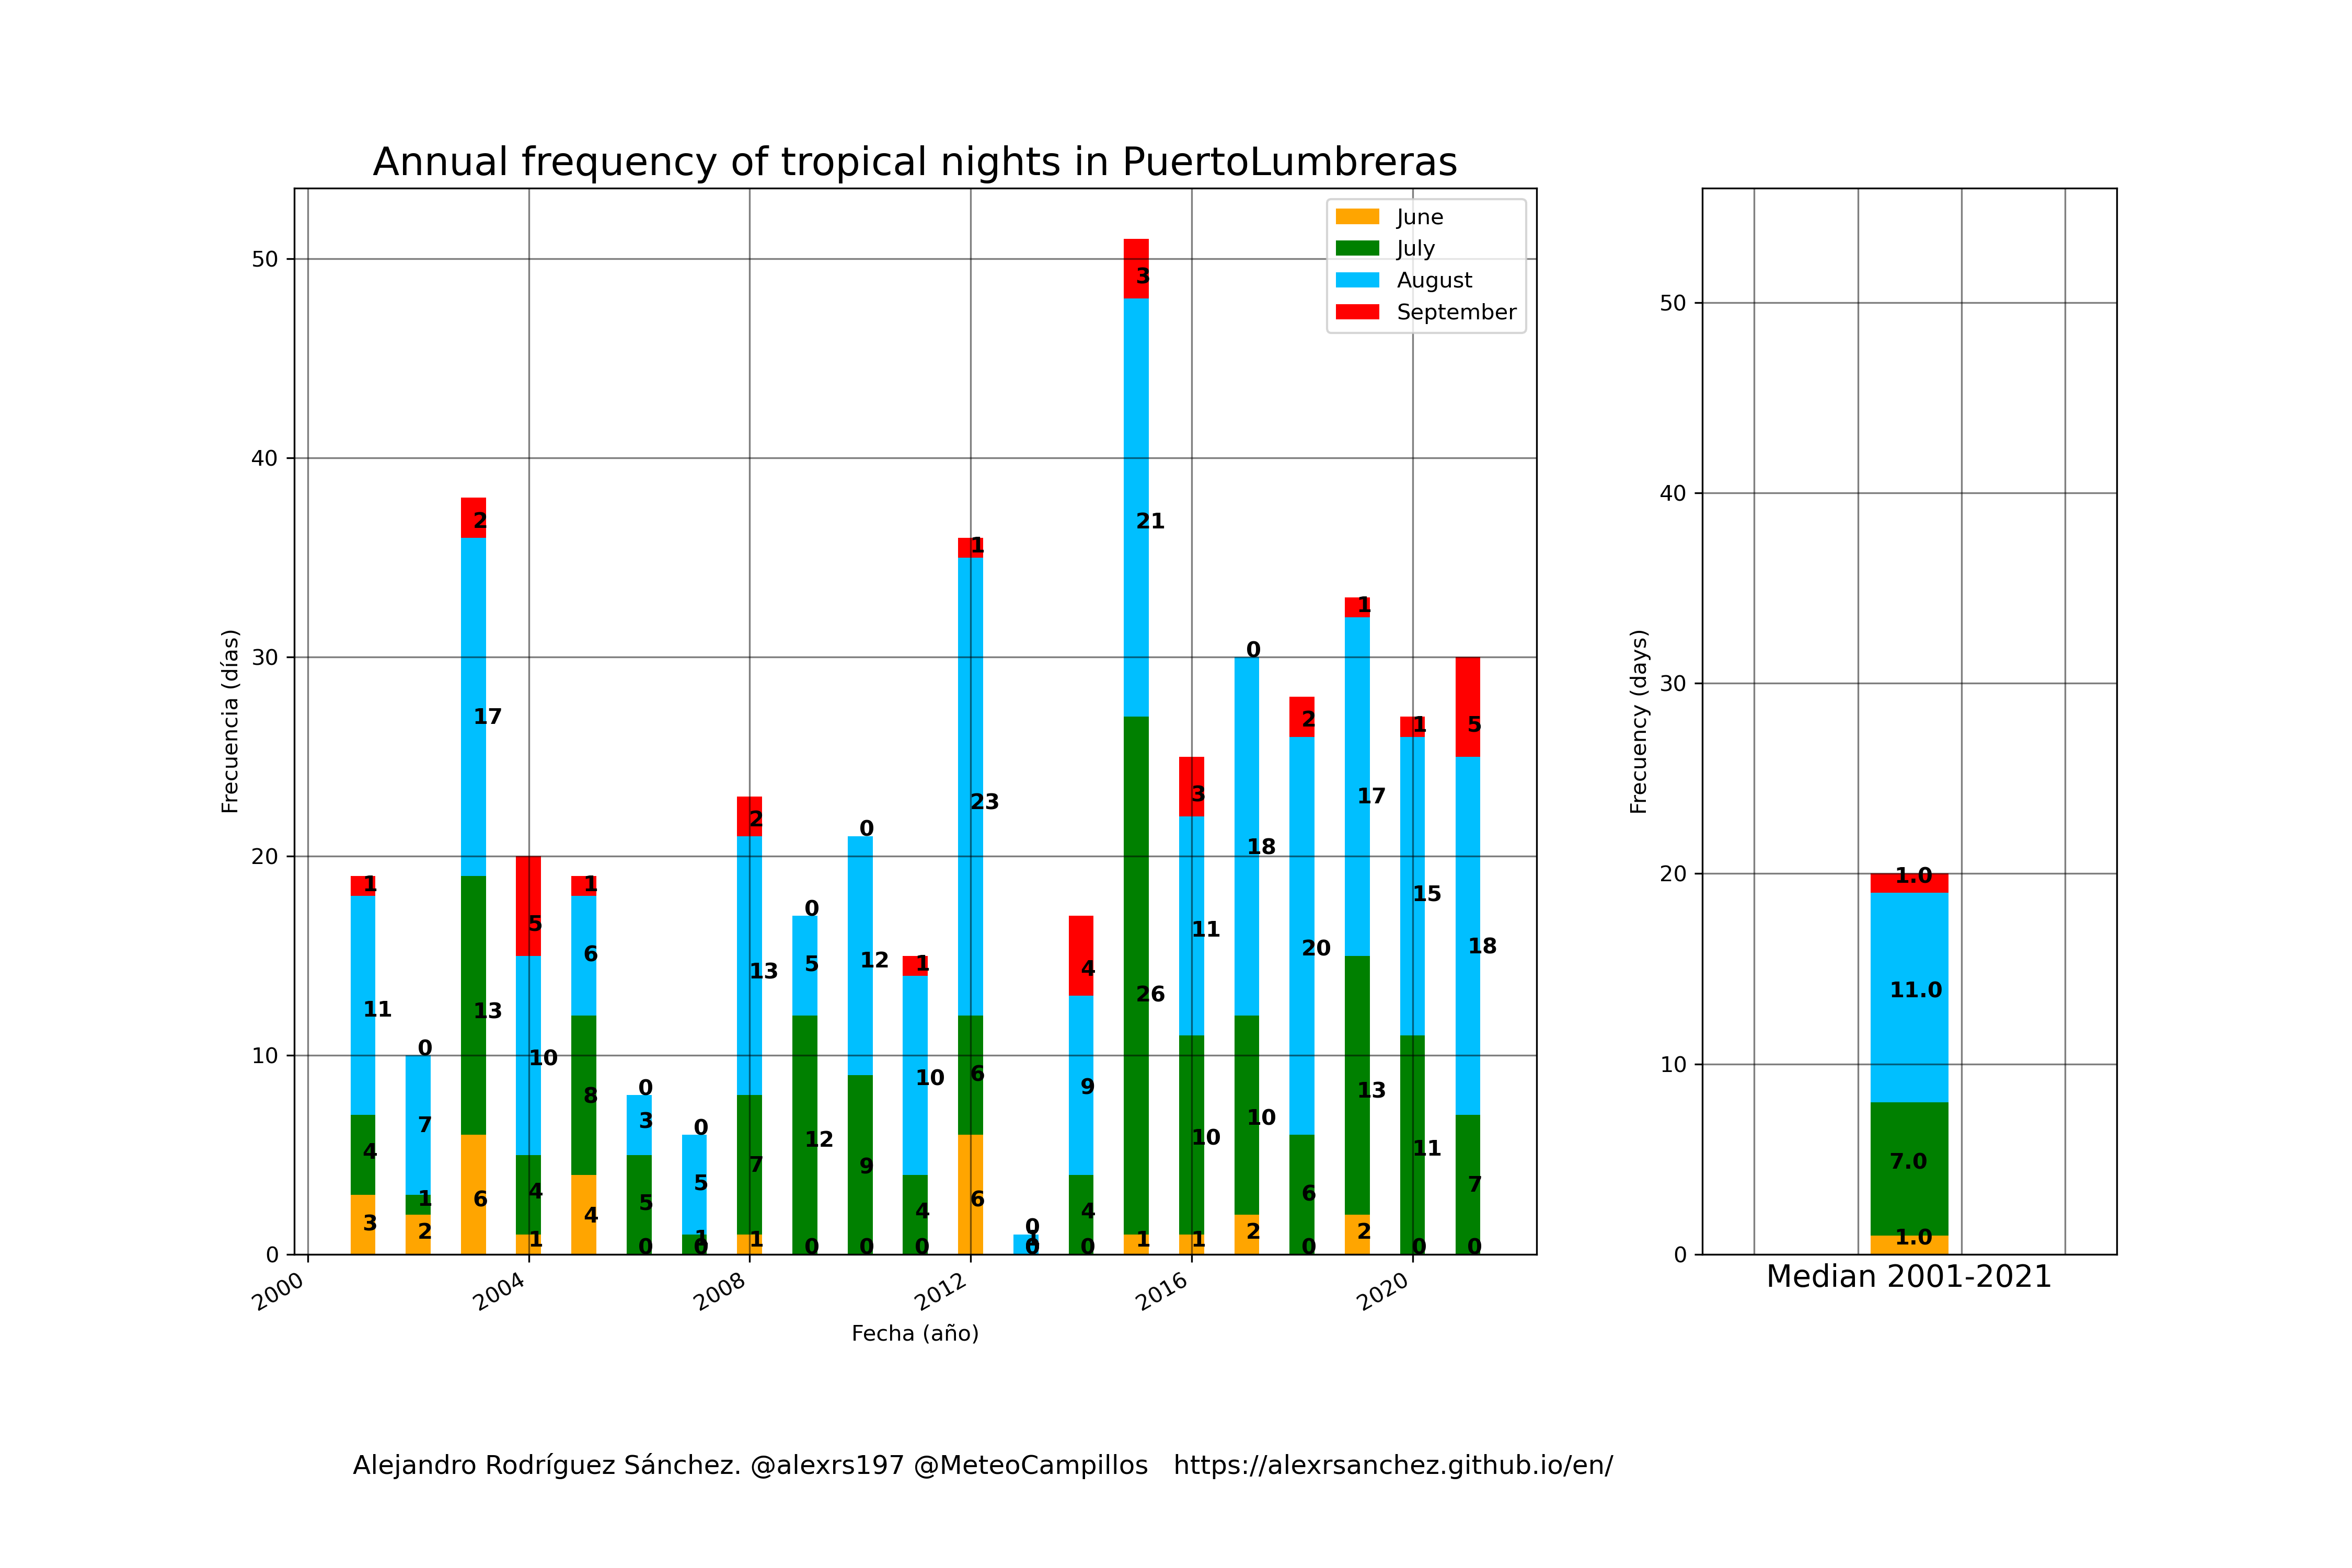 Annual frequency of tropical nights in PuertoLumbreras
June
July
August
September
Frecuencia (días)
50
40
30
20
10
0
3 4 11 1
2 1 7 0
6 13 17 2
1 4 10 5
4 8 6 1
0 5 3 0
0 1 5 0
1 7 13 2
0 12 5 0
0 9 12 0
0 4 10 1
6 6 23 1
0 0 1 0
0 4 9 4
1 26 21 3
1 10 11 3
2 10 18 0
0 6 20 2
2 13 17 1
0 11 15 1
0 7 18 5
2000 2004 2008 2012 2016 2020
Fecha (año)
Frecuency (days)
50
40
30
20
10
0
1.0
11.0
7.0
1.0
Median 2001-2021
Alejandro Rodríguez Sánchez. @alexrs197 @MeteoCampillos https://alexrsanchez.github.io/en/